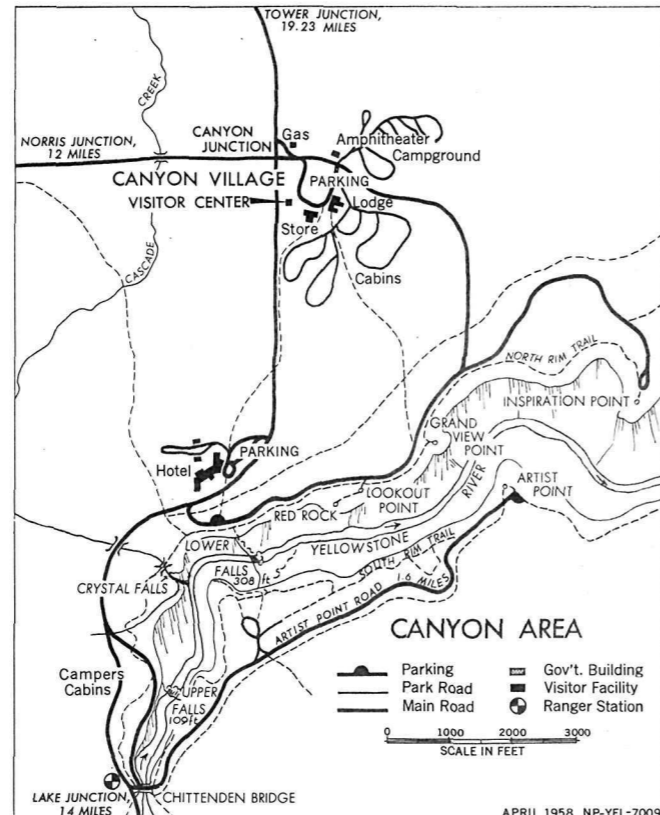 TOWER JUNCTION,
19.23 MILES
CREEK
NORRIS JUNCTION,
12 MILES
CANYON
JUNCTION
Gas
Amphitheater
Campground
CANYON VILLAGE
PARKING
VISITOR CENTER
Lodge
Store
CASCADE
Cabins
NORTH RIM TRAIL
INSPIRATION POINT
GRAND
VIEW
POINT
PARKING
Hotel
LOOKOUT
POINT
RIVER
ARTIST
POINT
RED ROCK
LOWER
FALLS
308 ft
YELLOWSTONE
SOUTH RIM TRAIL
CRYSTAL FALLS
ARTIST POINT ROAD 1.6 MILES
CANYON AREA
Campers
Cabins
UPPER
FALLS
109ft
Parking
Park Road
Main Road
Gov't. Building
Visitor Facility
Ranger Station
0 1000 2000 3000
SCALE IN FEET
LAKE JUNCTION,
14 MILES
CHITTENDEN BRIDGE
APRIL 1958 NP-YEL-7009